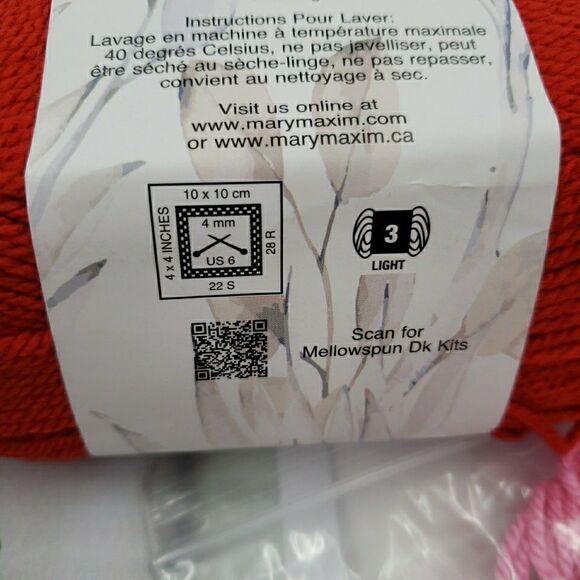 Instructions Pour Laver:
Lavage en machine à température maximale
40 degrés Celsius, ne pas javelliser, peut
être séché au sèche-linge, ne pas repasser,
convient au nettoyage à sec.
Visit us online at
www.marymaxim.com
or www.marymaxim.ca
10 x 10 cm
4 x 4 INCHES
4 mm
US 6
28 R
22 S
3
LIGHT
Scan for
Mellowspun Dk Kits